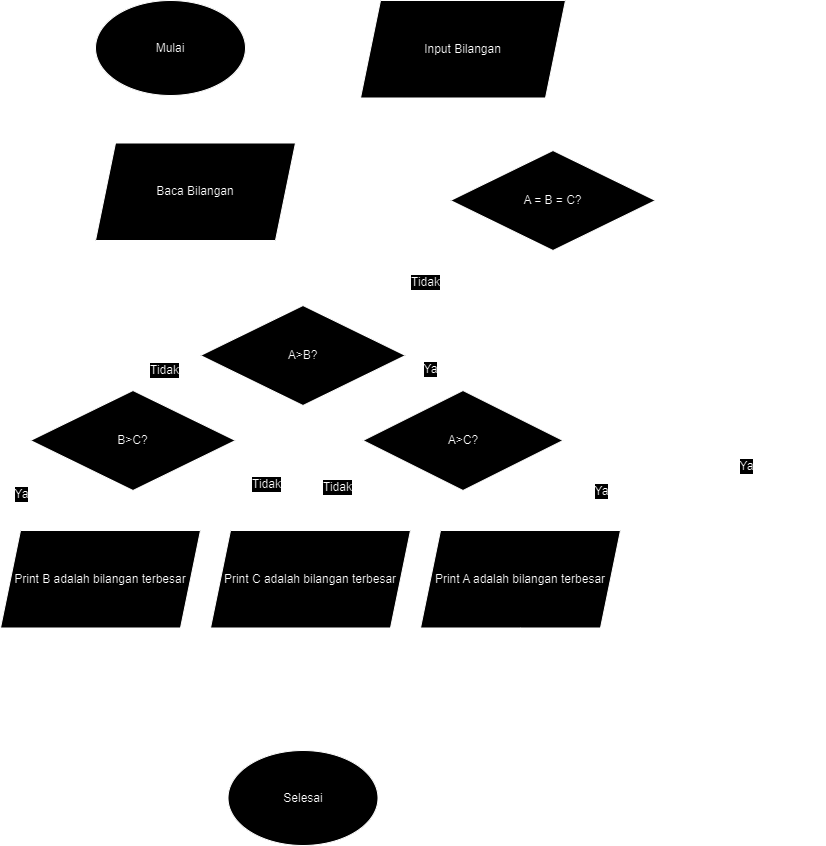 Mulai
Input Bilangan
Baca Bilangan
A = B = C?
Tidak
A>B?
Tidak
Ya
B>C?
A>C?
Ya
Tidak
Tidak
Ya
Ya
Print B adalah bilangan terbesar
Print C adalah bilangan terbesar
Print A adalah bilangan terbesar
Selesai